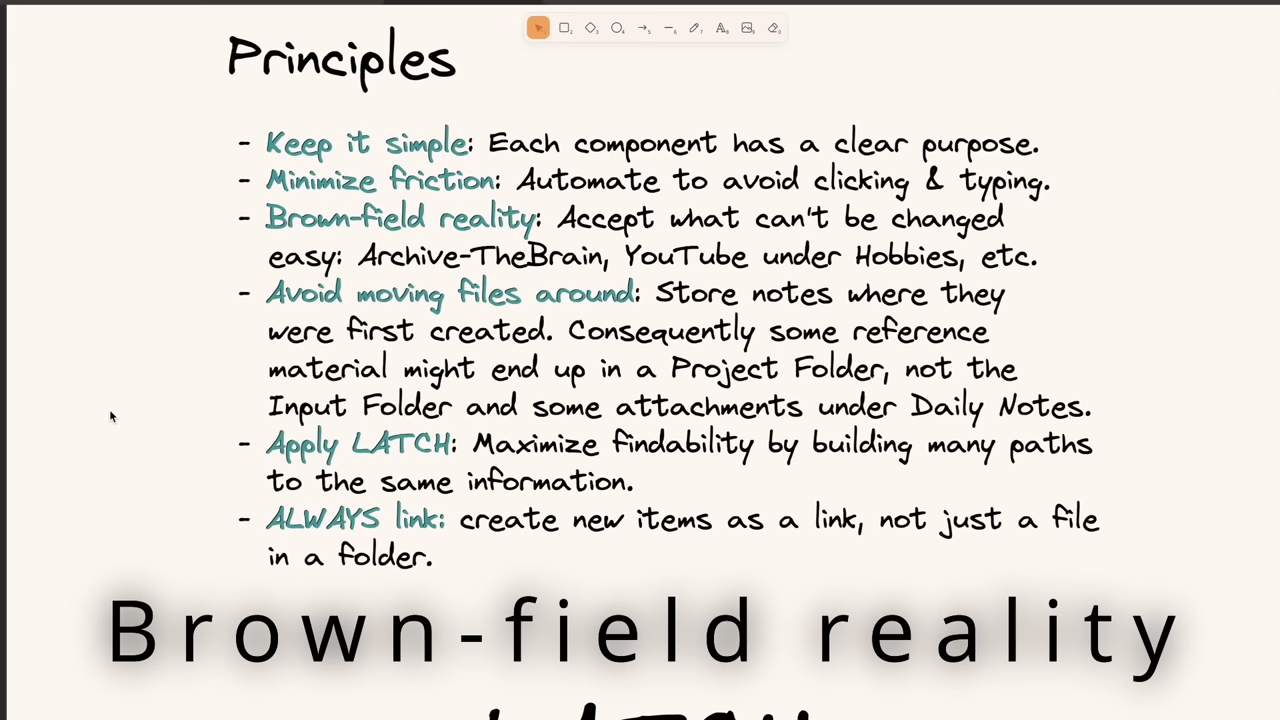 Principles
- Keep it simple: Each component has a clear purpose.
- Minimize friction: Automate to avoid clicking & typing.
- Brown-field reality: Accept what can't be changed
easy: Archive-TheBrain, YouTube under Hobbies, etc.
- Avoid moving files around: Store notes where they
were first created. Consequently some reference
material might end up in a Project Folder, not the
Input Folder and some attachments under Daily Notes.
- Apply LATCH: Maximize findability by building many paths
to the same information.
- ALWAYS link: create new items as a link, not just a file
in a folder.
Brown-field reality